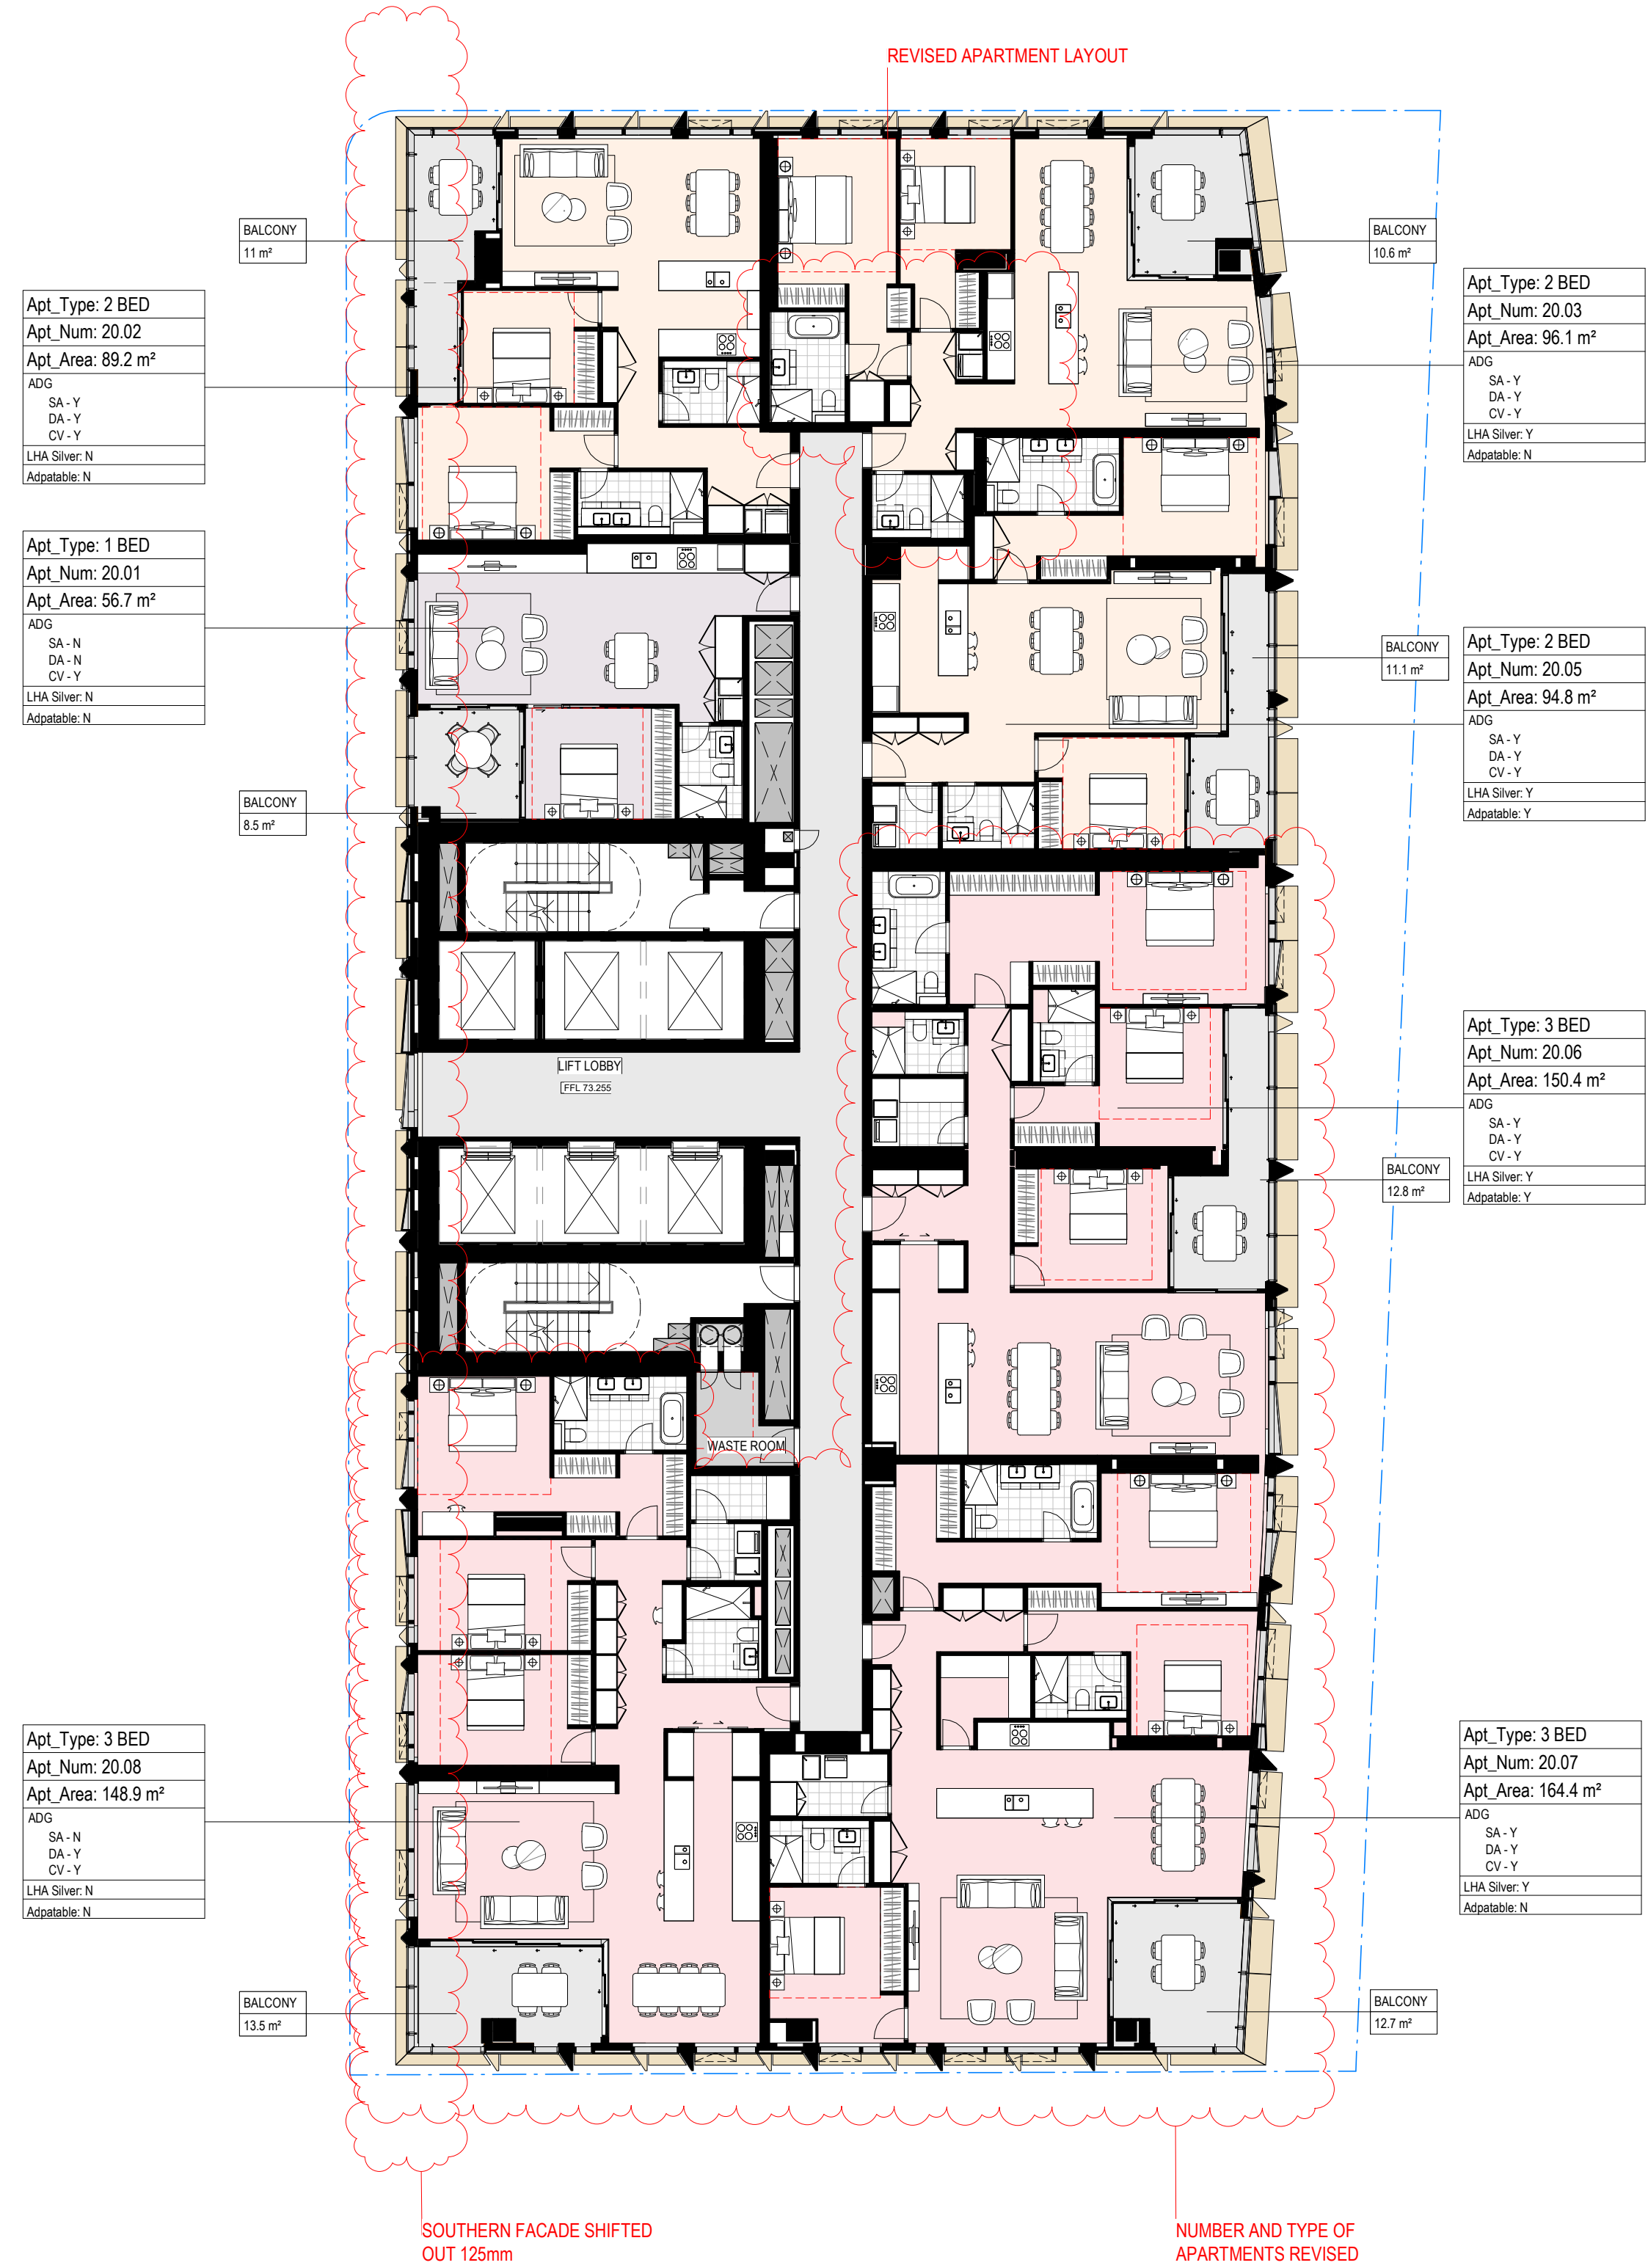 REVISED APARTMENT LAYOUT
BALCONY
11 m²
BALCONY
10.6 m²
Apt_Type: 2 BED
Apt_Num: 20.02
Apt_Area: 89.2 m²
ADG
SA - Y
DA - Y
CV - Y
LHA Silver: N
Adpatable: N
Apt_Type: 2 BED
Apt_Num: 20.03
Apt_Area: 96.1 m²
ADG
SA - Y
DA - Y
CV - Y
LHA Silver: Y
Adpatable: N
Apt_Type: 1 BED
Apt_Num: 20.01
Apt_Area: 56.7 m²
ADG
SA - N
DA - N
CV - Y
LHA Silver: N
Adpatable: N
BALCONY
11.1 m²
Apt_Type: 2 BED
Apt_Num: 20.05
Apt_Area: 94.8 m²
ADG
SA - Y
DA - Y
CV - Y
LHA Silver: Y
Adpatable: Y
BALCONY
8.5 m²
LIFT LOBBY
FFL 73.255
Apt_Type: 3 BED
Apt_Num: 20.06
Apt_Area: 150.4 m²
ADG
SA - Y
DA - Y
CV - Y
LHA Silver: Y
Adpatable: Y
BALCONY
12.8 m²
WASTE ROOM
Apt_Type: 3 BED
Apt_Num: 20.08
Apt_Area: 148.9 m²
ADG
SA - N
DA - Y
CV - Y
LHA Silver: N
Adpatable: N
Apt_Type: 3 BED
Apt_Num: 20.07
Apt_Area: 164.4 m²
ADG
SA - Y
DA - Y
CV - Y
LHA Silver: Y
Adpatable: N
BALCONY
13.5 m²
BALCONY
12.7 m²
SOUTHERN FACADE SHIFTED
OUT 125mm
NUMBER AND TYPE OF
APARTMENTS REVISED